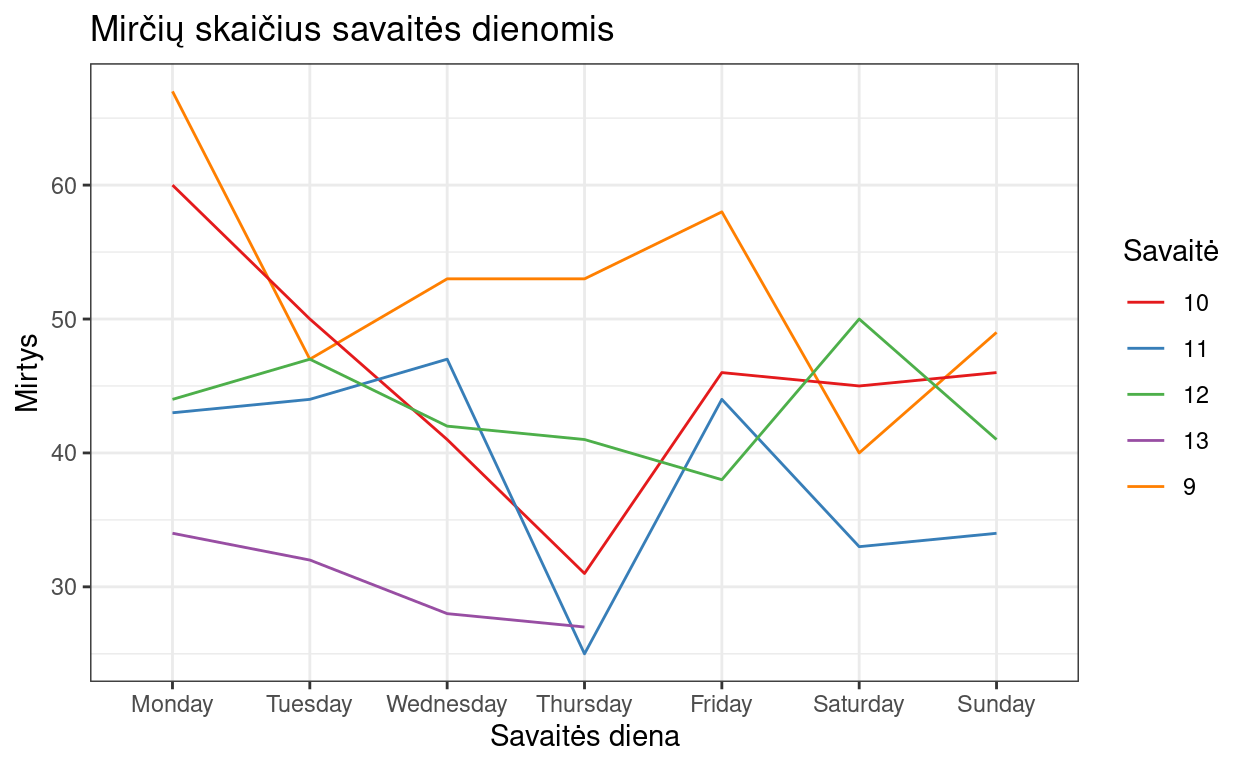 Mirčių skaičius savaitės dienomis
Mirtys
60
50
40
30
Monday Tuesday Wednesday Thursday Friday Saturday Sunday
Savaitės diena
Savaitė
10
11
12
13
9